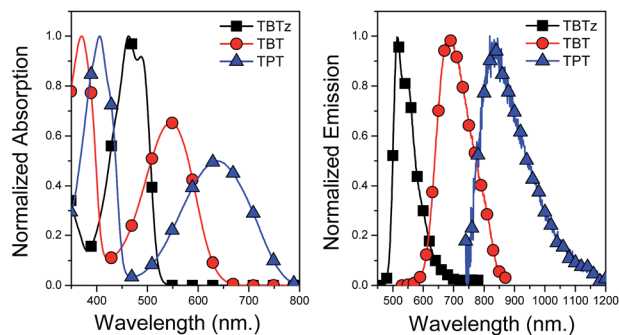 TBTz
TBT
TPT
Normalized Absorption
1.0
0.8
0.6
0.4
0.2
0.0
400 500 600 700 800
Wavelength (nm.)
TBTz
TBT
TPT
Normalized Emission
1.0
0.8
0.6
0.4
0.2
0.0
500 600 700 800 900 1000 1100 1200
Wavelength (nm.)